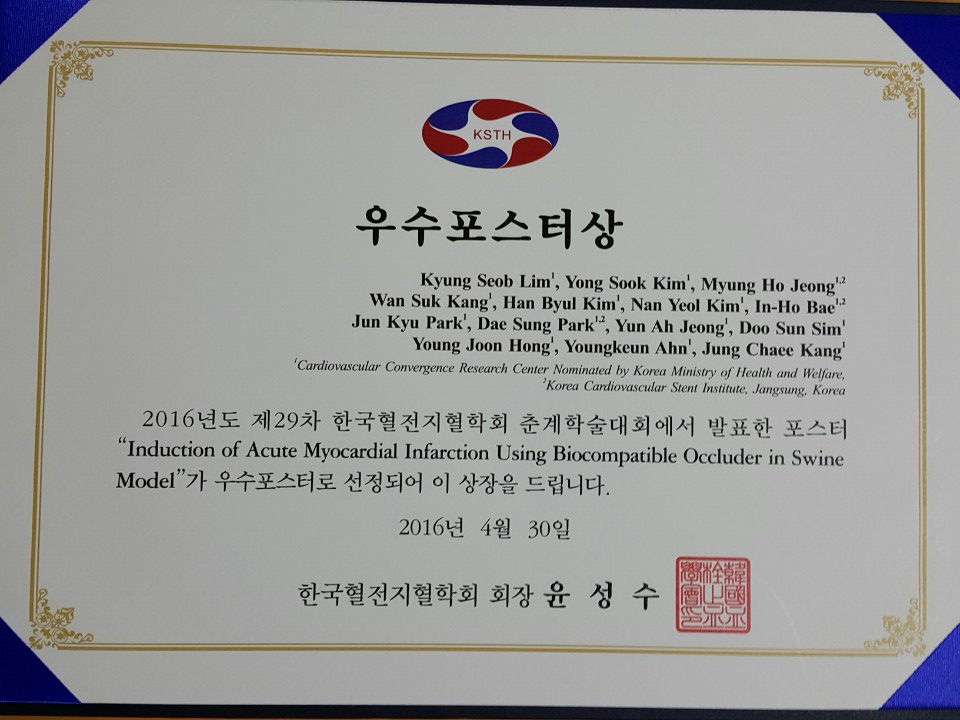 KSTH
우수포스터상
Kyung Seob Lim¹, Yong Sook Kim¹, Myung Ho Jeong¹,²
Wan Suk Kang¹, Han Byul Kim¹, Nan Yeol Kim¹, In-Ho Bae¹,²
Jun Kyu Park¹, Dae Sung Park¹,², Yun Ah Jeong¹, Doo Sun Sim¹
Young Joon Hong¹, Youngkeun Ahn¹, Jung Chaee Kang¹
¹Cardiovascular Convergence Research Center Nominated by Korea Ministry of Health and Welfare,
²Korea Cardiovascular Stent Institute, Jangsung, Korea
2016년도 제29차 한국혈전지혈학회 춘계학술대회에서 발표한 포스터
“Induction of Acute Myocardial Infarction Using Biocompatible Occluder in Swine
Model”가 우수포스터로 선정되어 이 상장을 드립니다.
2016년 4월 30일
한국혈전지혈학회 회장 윤 성 수